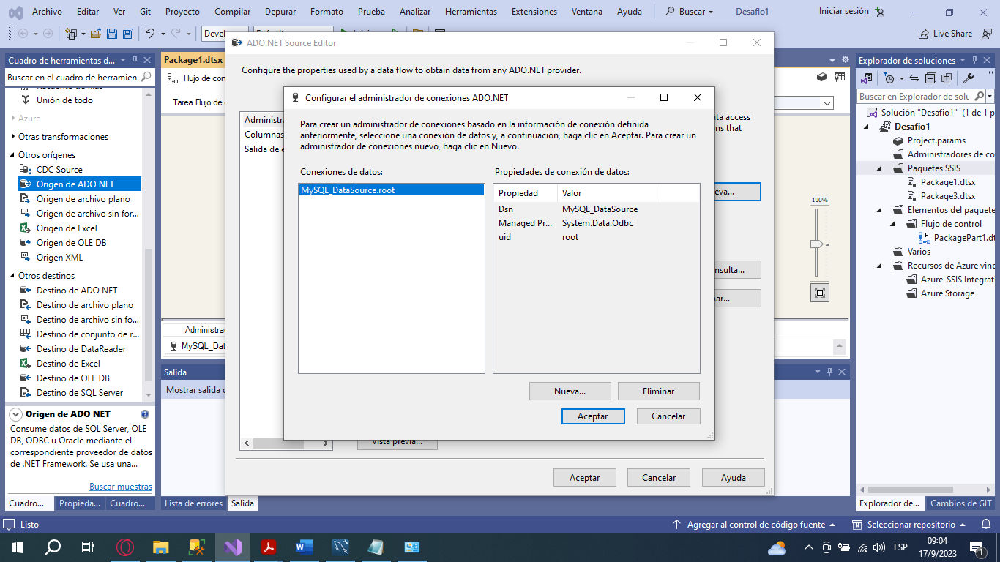 Archivo Editar Ver Git Proyecto Compilar Depurar Formato Prueba Analizar Herramientas Extensiones Ventana Ayuda Buscar Desafio1 Iniciar sesión
Live Share
Cuadro de herramientas d...
Buscar en el cuadro de herramien
Unión de todo
Azure
Otras transformaciones
Otros orígenes
CDC Source
Origen de ADO NET
Origen de archivo plano
Origen de archivo sin for...
Origen de Excel
Origen de OLE DB
Origen XML
Otros destinos
Destino de ADO NET
Destino de archivo plano
Destino de archivo sin fo...
Destino de conjunto de r...
Destino de DataReader
Destino de Excel
Destino de OLE DB
Destino de SQL Server
Origen de ADO NET
Consume datos de SQL Server, OLE
DB, ODBC u Oracle mediante el
correspondiente proveedor de datos
de .NET Framework. Se usa una...
Buscar muestras
Cuadro... Propieda... Cuadro...
Package1.dtsx
Flujo de con
Tarea Flujo de
100%
Administrad
MySQL_Dat
Salida
Mostrar salida
Lista de errores Salida
ADO.NET Source Editor
Configure the properties used by a data flow to obtain data from any ADO.NET provider.
Administra
Columnas
Salida de e
ta access
ns that
eva...
nsulta...
ar...
Vista previa...
Aceptar Cancelar Ayuda
Configurar el administrador de conexiones ADO.NET
Para crear un administrador de conexiones basado en la información de conexión definida
anteriormente, seleccione una conexión de datos y, a continuación, haga clic en Aceptar. Para crear un
administrador de conexiones nuevo, haga clic en Nuevo.
Conexiones de datos:
MySQL_DataSource.root
Propiedades de conexión de datos:
Propiedad Valor
Dsn MySQL_DataSource
Managed Pr... System.Data.Odbc
uid root
Nueva... Eliminar
Aceptar Cancelar
Explorador de soluciones
Buscar en Explorador de solu
Solución "Desafio1" (1 de 1 p
Desafio1
Project.params
Administradores de co
Paquetes SSIS
Package1.dtsx
Package3.dtsx
Elementos del paquete
Flujo de control
PackagePart1.dt
Varios
Recursos de Azure vinc
Azure-SSIS Integrat
Azure Storage
Explorador de... Cambios de GIT
Listo Agregar al control de código fuente Seleccionar repositorio
ESP
09:04
17/9/2023
1